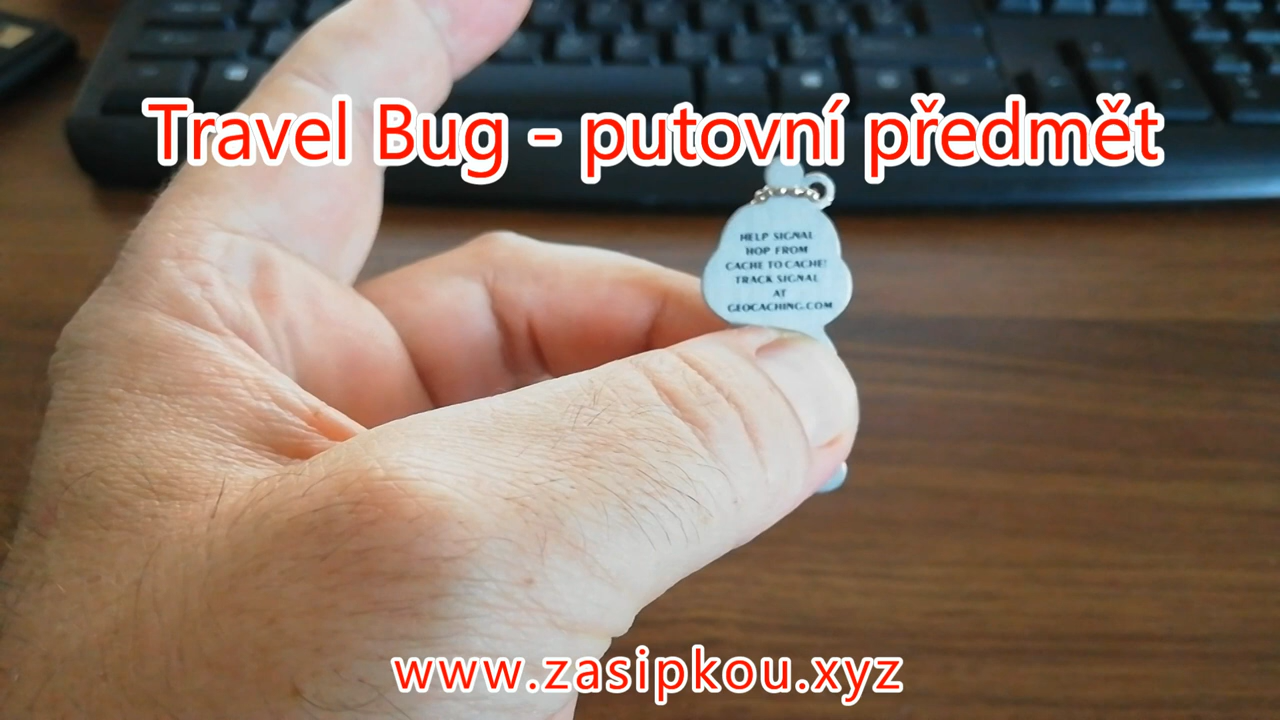 Travel Bug - putovní předmět
HELP SIGNAL
HOP FROM
CACHE TO CACHE!
TRACK SIGNAL
AT
GEOCACHING.COM
www.zasipkou.xyz